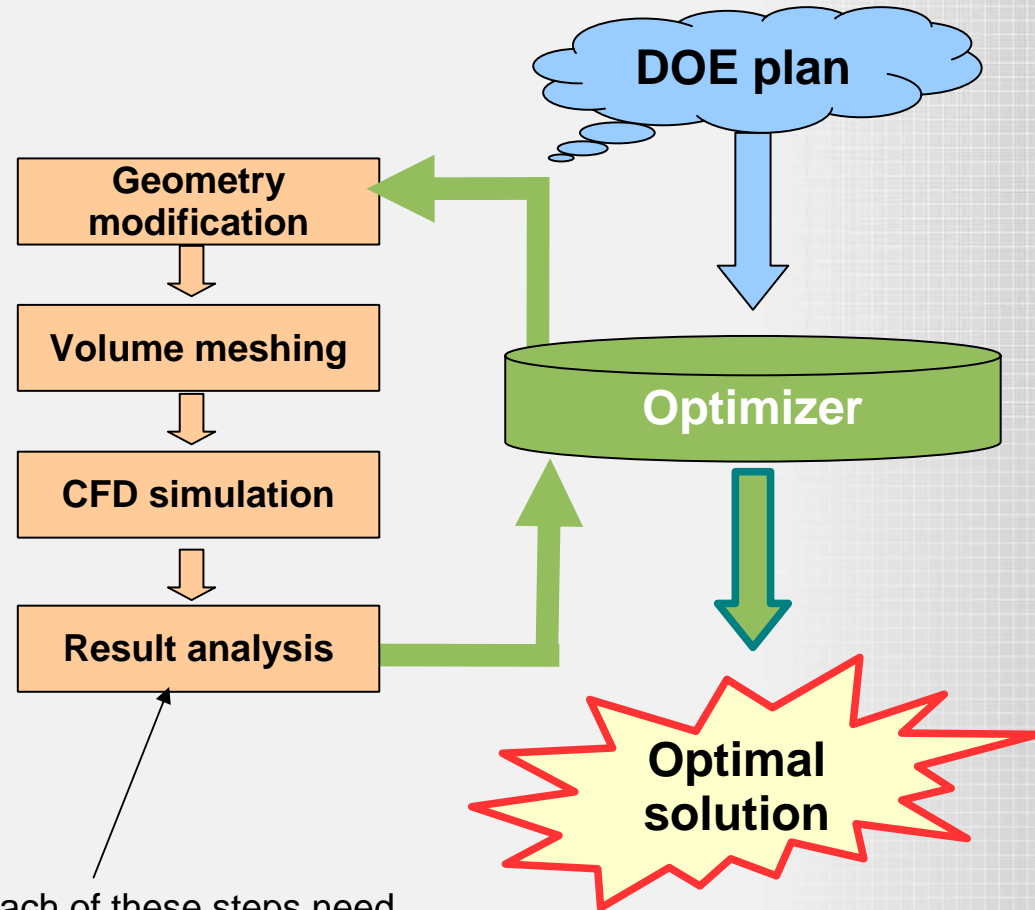 DOE plan
Geometry
modification
Volume meshing
Optimizer
CFD simulation
Result analysis
Optimal
solution
of these steps need